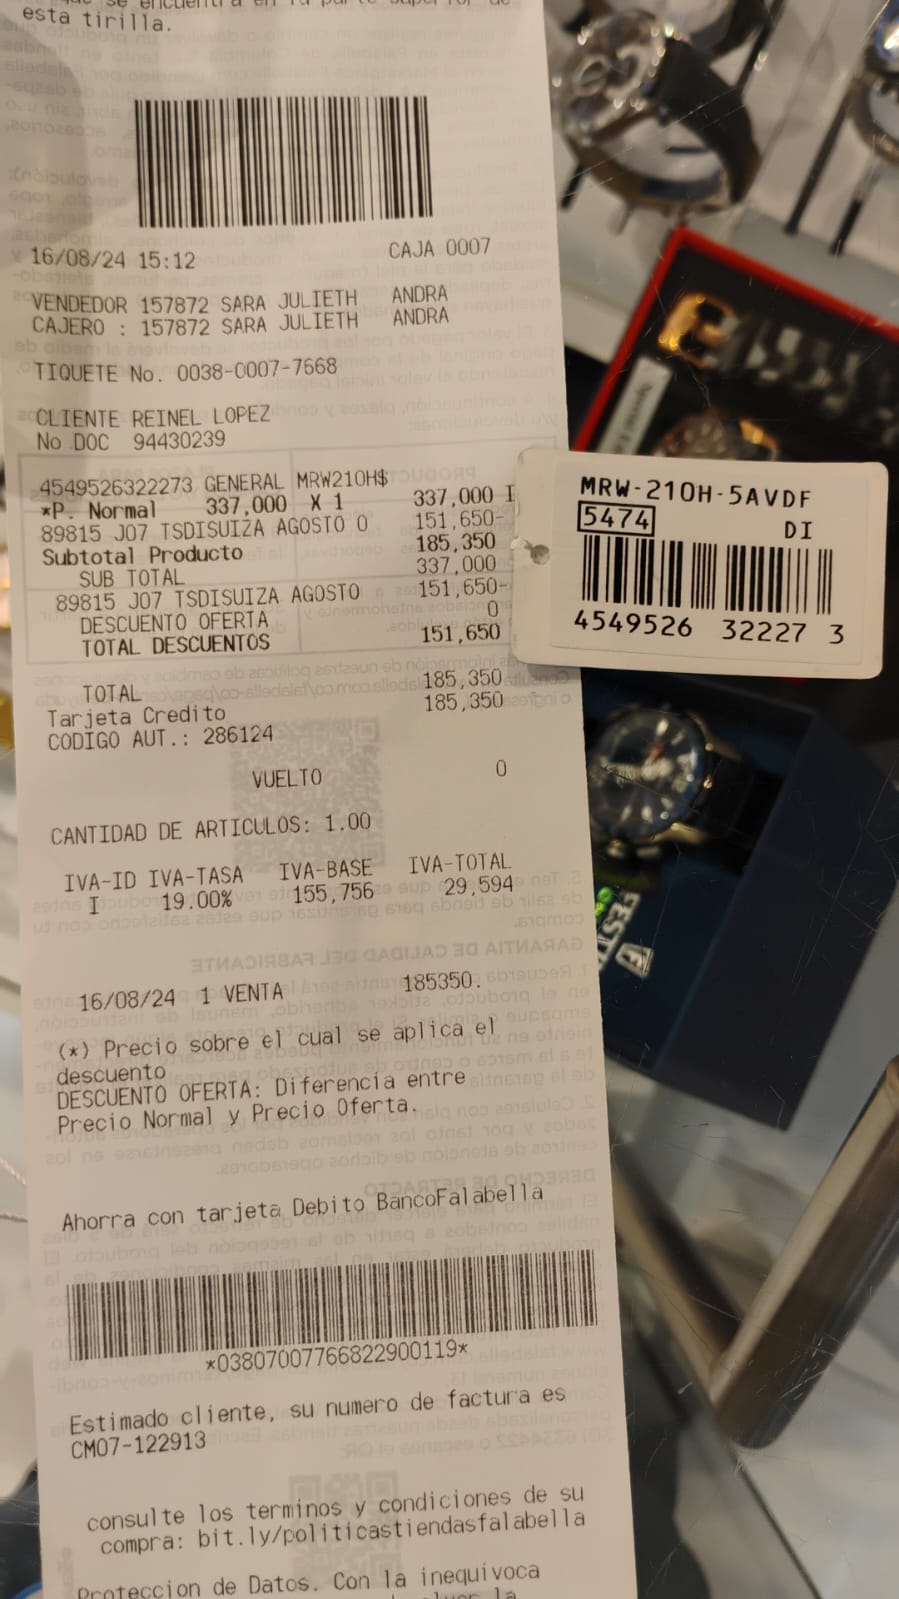 esta tirilla.
16/08/24 15:12 CAJA 0007
VENDEDOR 157872 SARA JULIETH ANDRA
CAJERO : 157872 SARA JULIETH ANDRA
TIQUETE No. 0038-0007-7668
CLIENTE REINEL LOPEZ
No DOC 94430239
4549526322273 GENERAL MRW210H$
*P. Normal 337,000 X 1 337,000 I
89815 J07 TSDISUIZA AGOSTO 0 151,650-
Subtotal Producto 185,350
SUB TOTAL 337,000
89815 J07 TSDISUIZA AGOSTO 151,650-
DESCUENTO OFERTA 0
TOTAL DESCUENTOS 151,650
TOTAL 185,350
Tarjeta Credito 185,350
CODIGO AUT.: 286124
VUELTO 0
CANTIDAD DE ARTICULOS: 1.00
IVA-ID IVA-TASA IVA-BASE IVA-TOTAL
I 19.00% 155,756 29,594
16/08/24 1 VENTA 185350.
(*) Precio sobre el cual se aplica el
descuento
DESCUENTO OFERTA: Diferencia entre
Precio Normal y Precio Oferta.
Ahorra con tarjeta Debito BancoFalabella
*03807007766822900119*
Estimado cliente, su numero de factura es
CM07-122913
consulte los terminos y condiciones de su
compra: bit.ly/politicastiendasfalabella
Proteccion de Datos. Con la inequivoca
MRW-210H-5AVDF
5474 DI
4549526 32227 3